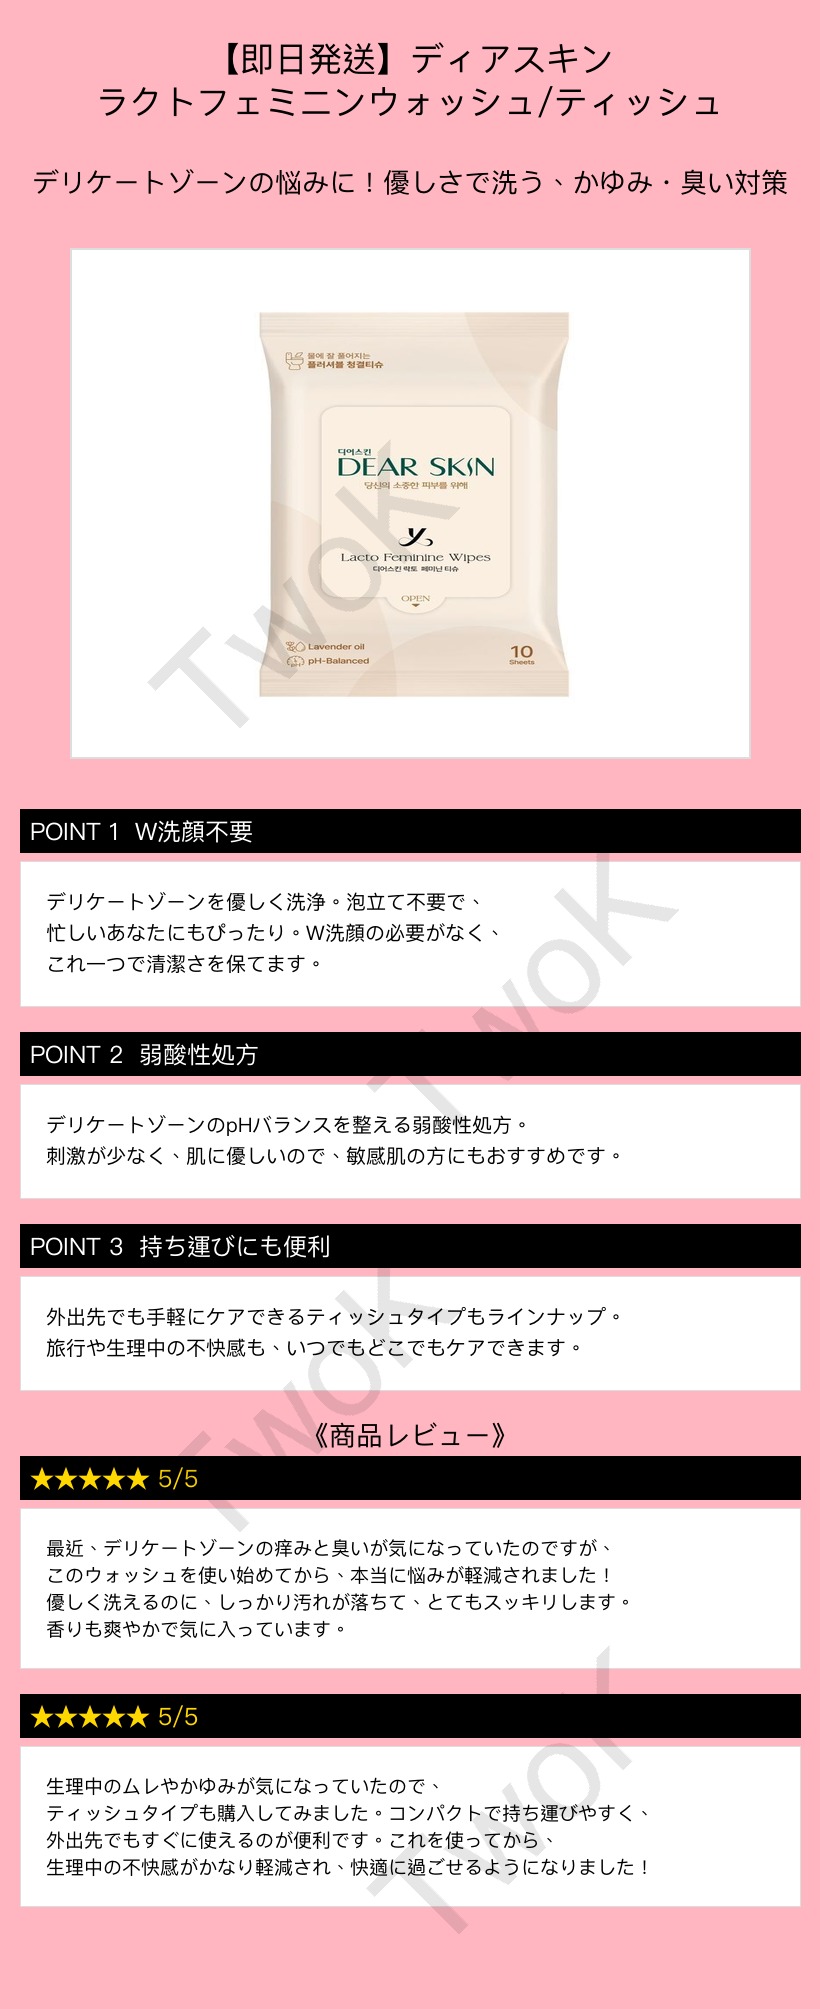 【即日発送】ディアスキン
ラクトフェミニンウォッシュ/ティッシュ
デリケートゾーンの悩みに！優しさで洗う、かゆみ・臭い対策
물에 잘 풀어지는
플러셔블 청결티슈
디어스킨
DEAR SKIN
당신의 소중한 피부를 위해
y
Lacto Feminine Wipes
디어스킨 락토 페미닌 티슈
OPEN
Lavender oil
pH-Balanced
10
Sheets
TwoK
POINT 1 W洗顔不要
デリケートゾーンを優しく洗浄。泡立て不要で、
忙しいあなたにもぴったり。W洗顔の必要がなく、
これ一つで清潔さを保てます。
TwoK
POINT 2 弱酸性処方
デリケートゾーンのpHバランスを整える弱酸性処方。
刺激が少なく、肌に優しいので、敏感肌の方にもおすすめです。
POINT 3 持ち運びにも便利
外出先でも手軽にケアできるティッシュタイプもラインナップ。
旅行や生理中の不快感も、いつでもどこでもケアできます。
TwoK
《商品レビュー》
★★★★★ 5/5
最近、デリケートゾーンの痒みと臭いが気になっていたのですが、
このウォッシュを使い始めてから、本当に悩みが軽減されました！
優しく洗えるのに、しっかり汚れが落ちて、とてもスッキリします。
香りも爽やかで気に入っています。
★★★★★ 5/5
生理中のムレやかゆみが気になっていたので、
ティッシュタイプも購入してみました。コンパクトで持ち運びやすく、
外出先でもすぐに使えるのが便利です。これを使ってから、
生理中の不快感がかなり軽減され、快適に過ごせるようになりました！
TwoK